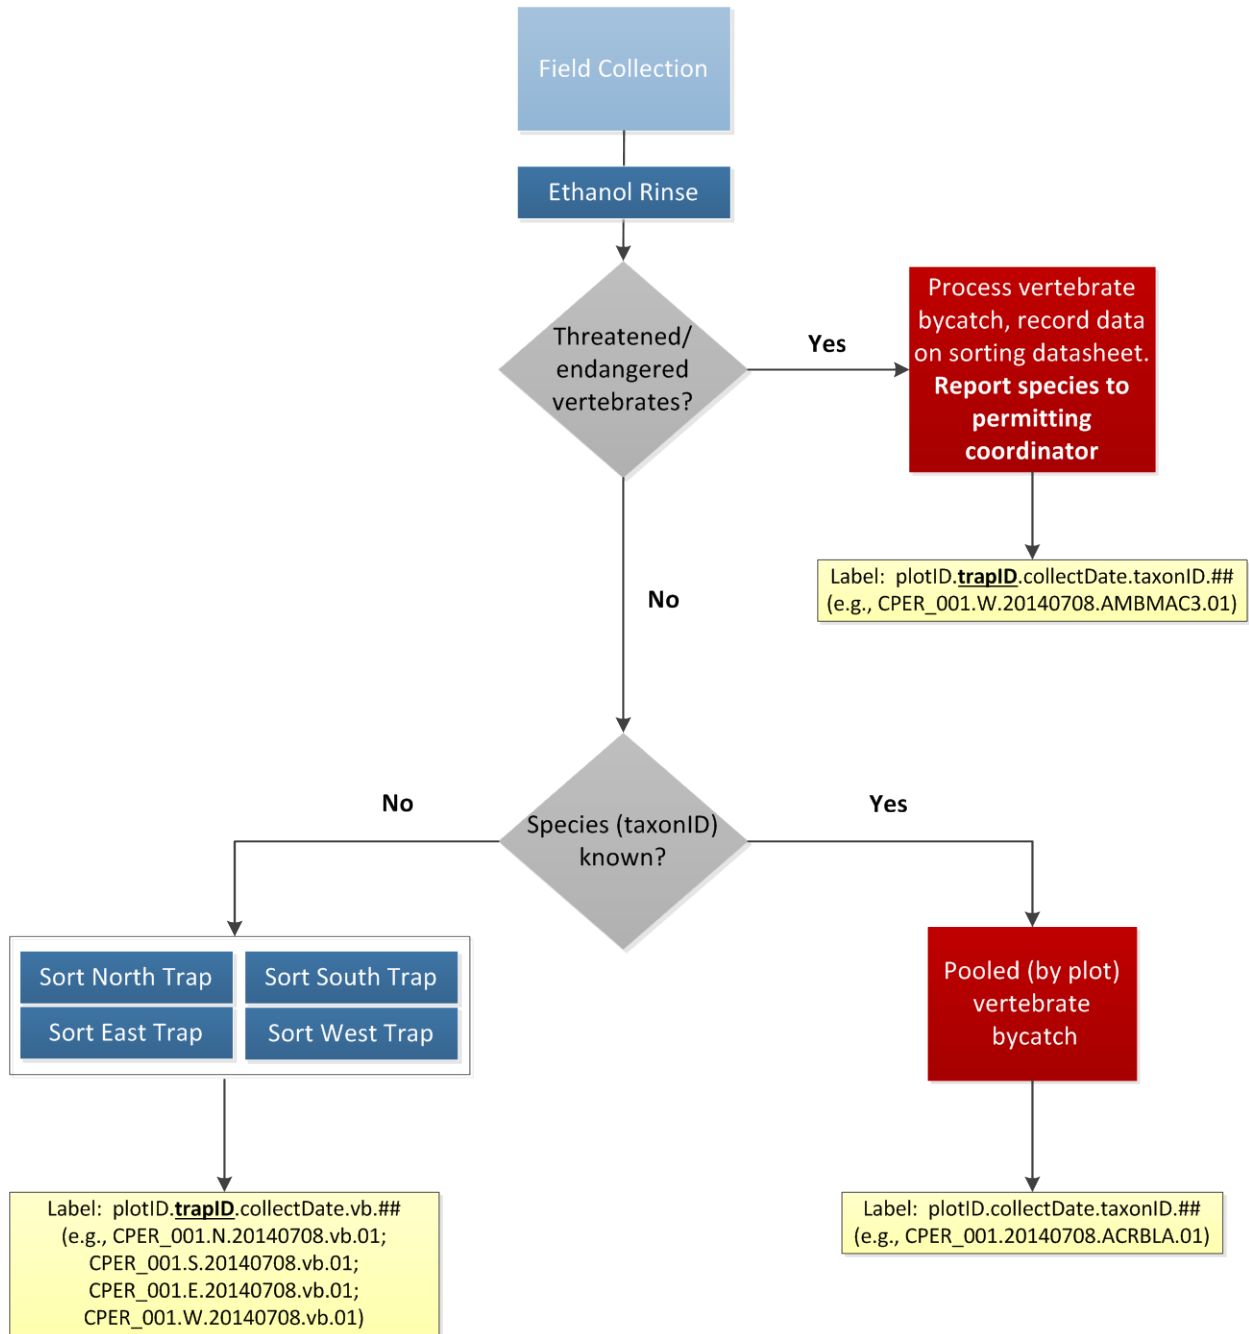 Field Collection
Ethanol Rinse
Threatened/
endangered
vertebrates?
Yes
Process vertebrate
bycatch, record data
on sorting datasheet.
Report species to
permitting
coordinator
Label:  plotID.trapID.collectDate.taxonID.##
(e.g., CPER_001.W.20140708.AMBMAC3.01)
No
Species (taxonID)
known?
No
Yes
Sort North Trap
Sort South Trap
Sort East Trap
Sort West Trap
Pooled (by plot)
vertebrate
bycatch
Label:  plotID.trapID.collectDate.vb.##
(e.g., CPER_001.N.20140708.vb.01;
CPER_001.S.20140708.vb.01;
CPER_001.E.20140708.vb.01;
CPER_001.W.20140708.vb.01)
Label:  plotID.collectDate.taxonID.##
(e.g., CPER_001.20140708.ACRBLA.01)